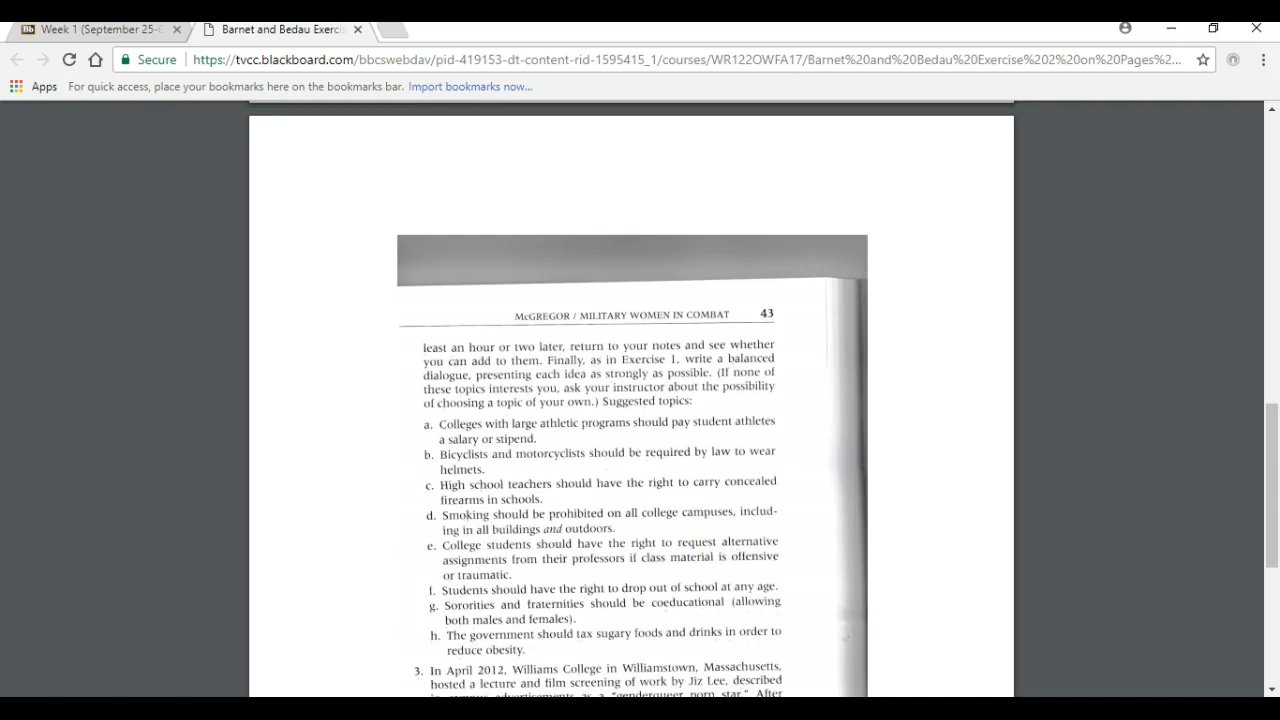 Week 1 (September 25-
Barnet and Bedau Exerci
Secure
https://tvcc.blackboard.com/bbcswebdav/pid-419153-dt-content-rid-1595415_1/courses/WR122OWFA17/Barnet%20and%20Bedau%20Exercise%202%20on%20Pages%2...
Apps For quick access, place your bookmarks here on the bookmarks bar. Import bookmarks now...
McGREGOR / MILITARY WOMEN IN COMBAT 43
least an hour or two later, return to your notes and see whether
you can add to them. Finally, as in Exercise 1, write a balanced
dialogue, presenting each idea as strongly as possible. (If none of
these topics interests you, ask your instructor about the possibility
of choosing a topic of your own.) Suggested topics:
a. Colleges with large athletic programs should pay student athletes
a salary or stipend.
b. Bicyclists and motorcyclists should be required by law to wear
helmets.
c. High school teachers should have the right to carry concealed
firearms in schools.
d. Smoking should be prohibited on all college campuses, includ-
ing in all buildings and outdoors.
e. College students should have the right to request alternative
assignments from their professors if class material is offensive
or traumatic.
f. Students should have the right to drop out of school at any age.
g. Sororities and fraternities should be coeducational (allowing
both males and females).
h. The government should tax sugary foods and drinks in order to
reduce obesity.
3. In April 2012, Williams College in Williamstown, Massachusetts,
hosted a lecture and film screening of work by Jiz Lee, described
in campus advertisements as a "genderqueer porn star." After